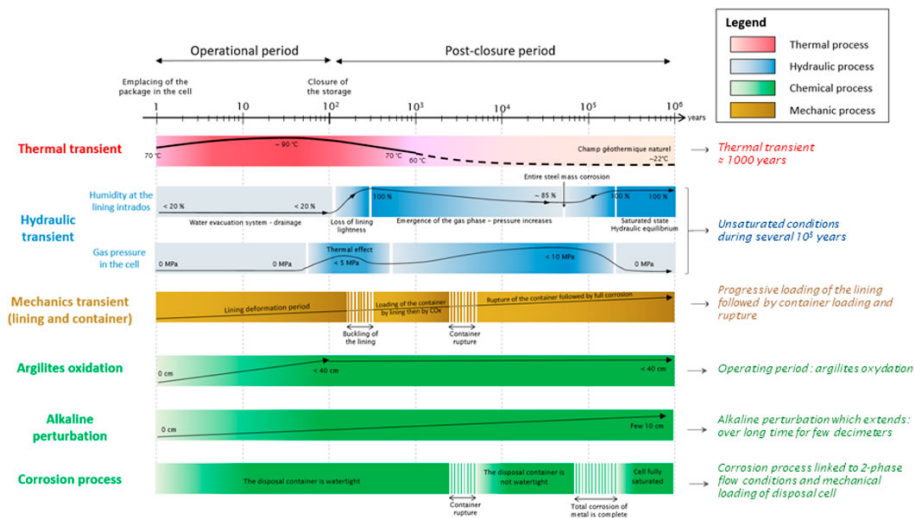 Legend
Thermal process
Hydraulic process
Chemical process
Mechanic process
Operational period
Post-closure period
Emplacing of the
package in the cell
Closure of
the storage
1
10
10²
10³
10⁴
10⁵
10⁶
years
Thermal transient
70 °C
~ 90 °C
70 °C
60 °C
Champ géothermique naturel
~22°C
Thermal transient
≈ 1000 years
Hydraulic
transient
Humidity at the
lining intrados
< 20 %
Water evacuation system - drainage
< 20 %
Loss of lining
lightness
100 %
Emergence of the gas phase – pressure increases
~ 85 %
Entire steel mass corrosion
100 %
100 %
Saturated state
Hydraulic equilibrium
Gas pressure
in the cell
0 MPa
0 MPa
Thermal effect
< 5 MPa
< 10 MPa
0 MPa
Unsaturated conditions
during several 10⁵ years
Mechanics transient
(lining and container)
Lining deformation period
Buckling of
the lining
Loading of the container
by lining then by COx
Container
rupture
Rupture of the container followed by full corrosion
Progressive loading of the lining
followed by container loading and
rupture
Argilites oxidation
0 cm
< 40 cm
< 40 cm
Operating period : argilites oxydation
Alkaline
perturbation
0 cm
Few 10 cm
Alkaline perturbation which extends :
over long time for few decimeters
Corrosion process
The disposal container is watertight
Container
rupture
The disposal container is
not watertight
Total corrosion of
metal is complete
Cell fully
saturated
Corrosion process linked to 2-phase
flow conditions and mechanical
loading of disposal cell